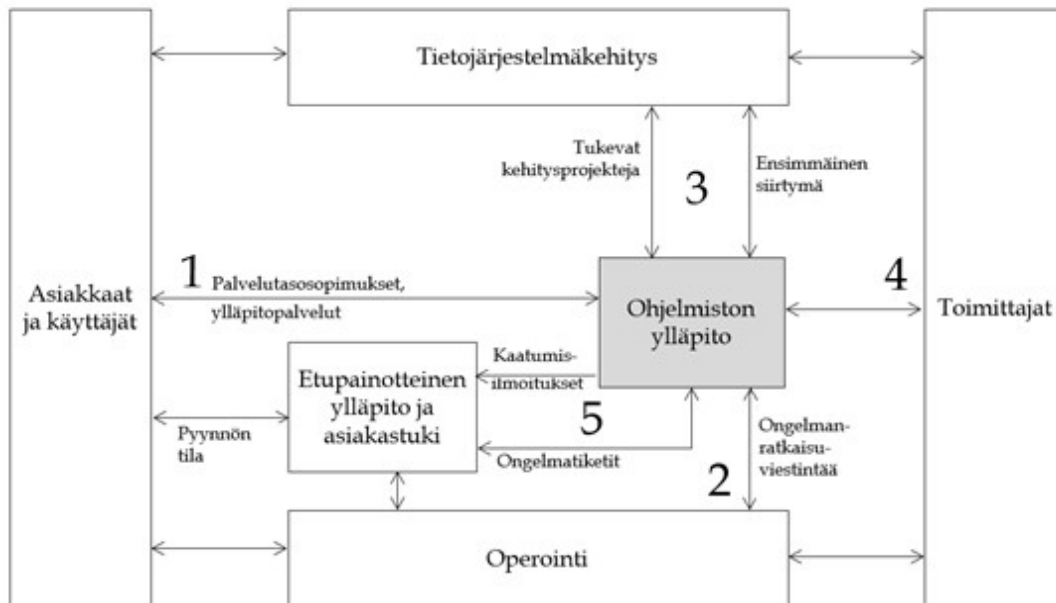 Tietojärjestelmäkehitys
Tukevat
kehitysprojekteja
3
Ensimmäinen
siirtymä
1
Palvelutasosopimukset,
ylläpitopalvelut
Asiakkaat
ja käyttäjät
Ohjelmiston
ylläpito
4
Toimittajat
Etupainotteinen
ylläpito ja
asiakastuki
Kaatumis-
ilmoitukset
5
Ongelmatiketit
Pyynnön
tila
2
Ongelman-
ratkaisu-
viestintää
Operointi